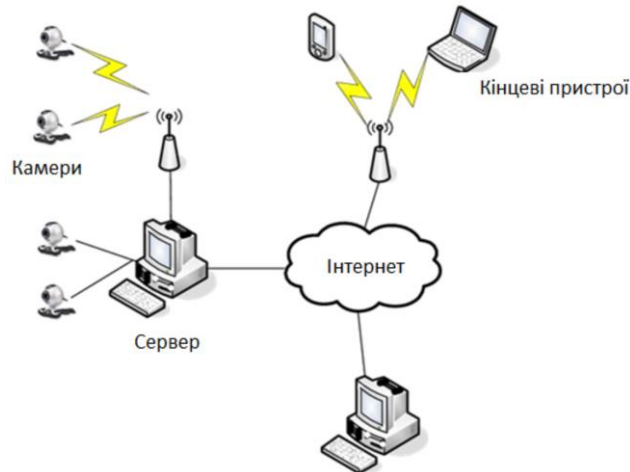 Кінцеві пристрої
Камери
Інтернет
Сервер